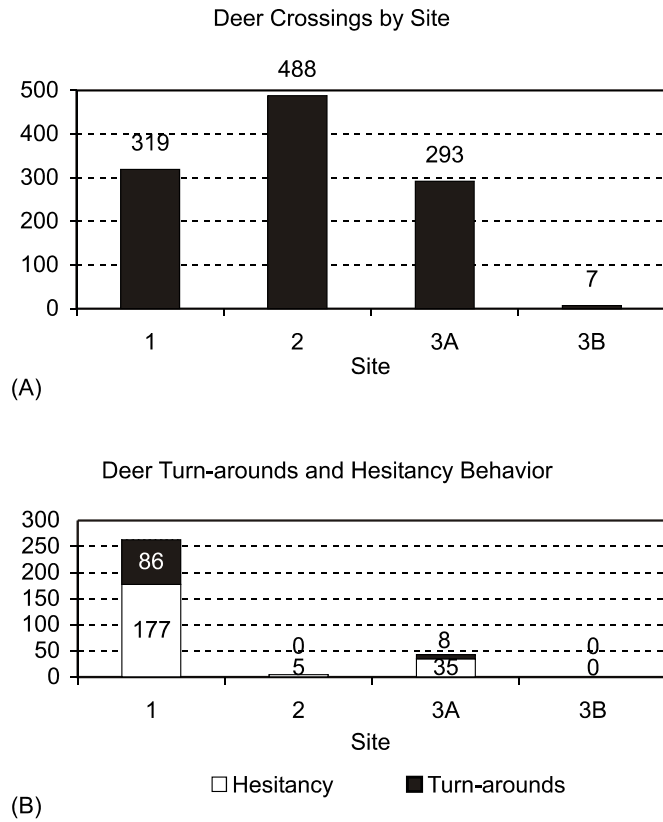 Deer Crossings by Site
500
400
300
200
100
0
319
488
293
7
1 2 3A 3B
Site
(A)
Deer Turn-arounds and Hesitancy Behavior
300
250
200
150
100
50
0
86
177
0
5
8
35
0
0
1 2 3A 3B
Site
Hesitancy Turn-arounds
(B)